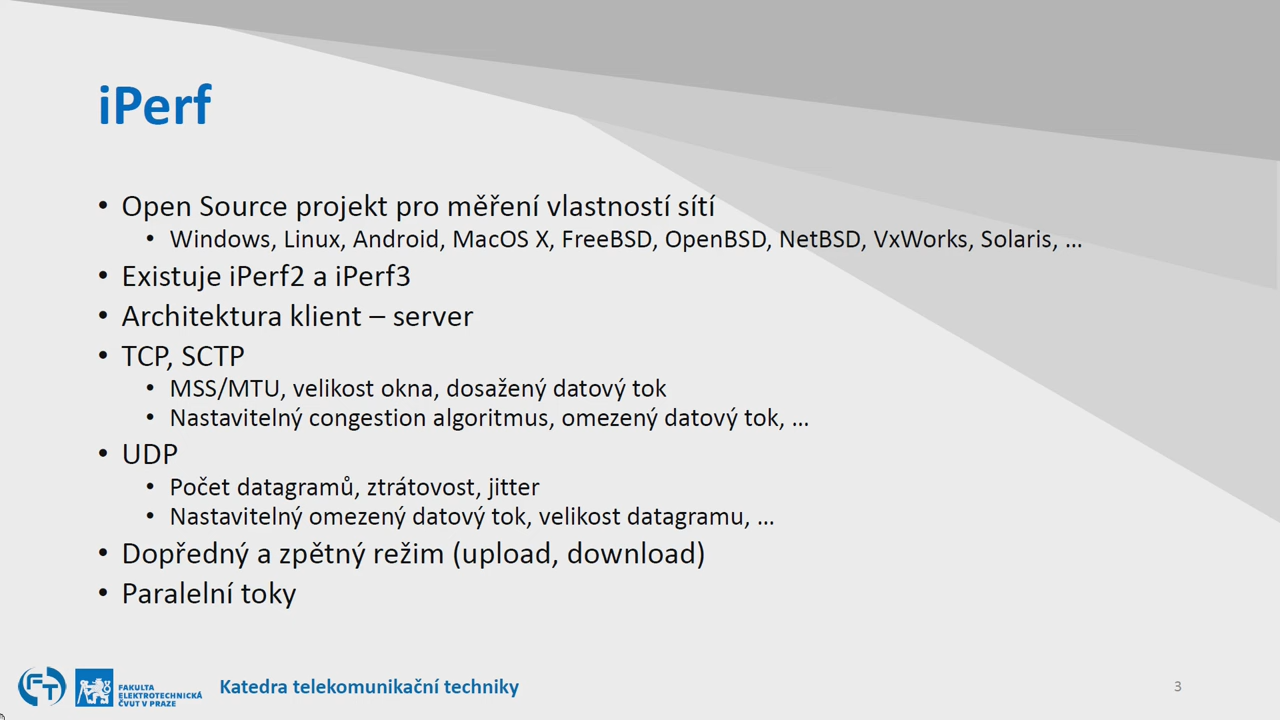 iPerf
• Open Source projekt pro měření vlastností sítí
• Windows, Linux, Android, MacOS X, FreeBSD, OpenBSD, NetBSD, VxWorks, Solaris, ...
• Existuje iPerf2 a iPerf3
• Architektura klient – server
• TCP, SCTP
• MSS/MTU, velikost okna, dosažený datový tok
• Nastavitelný congestion algoritmus, omezený datový tok, ...
• UDP
• Počet datagramů, ztrátovost, jitter
• Nastavitelný omezený datový tok, velikost datagramu, ...
• Dopředný a zpětný režim (upload, download)
• Paralelní toky
FT
FAKULTA
ELEKTROTECHNICKÁ
ČVUT V PRAZE
Katedra telekomunikační techniky
3